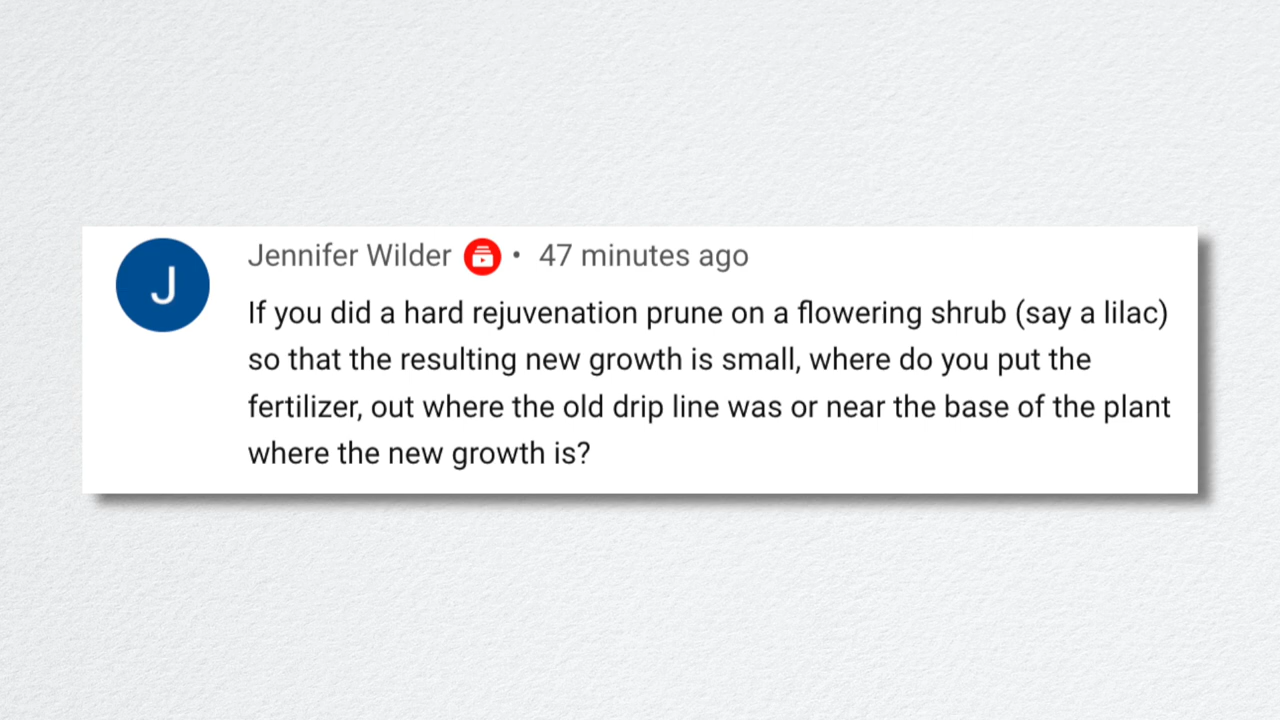 J
Jennifer Wilder • 47 minutes ago
If you did a hard rejuvenation prune on a flowering shrub (say a lilac)
so that the resulting new growth is small, where do you put the
fertilizer, out where the old drip line was or near the base of the plant
where the new growth is?